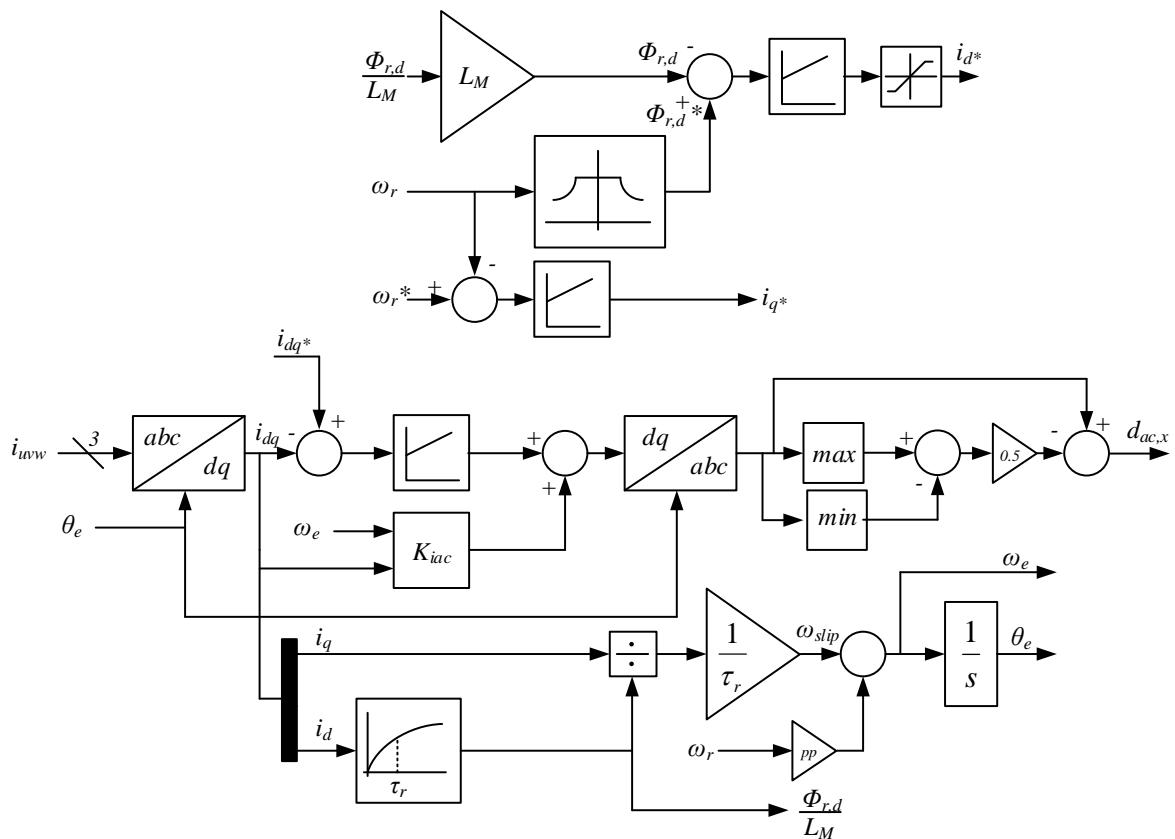 Φr,d
LM
LM
Φr,d
-
+
Φr,d*
id*
ωr
-
+
ωr*
iq*
idq*
iuvw
3
abc
dq
idq
-
+
+
+
dq
abc
max
min
+
-
0.5
-
+
dac,x
θe
ωe
Kiac
iq
id
τr
÷
1
τr
ωslip
ωe
1
s
θe
ωr
pp
Φr,d
LM